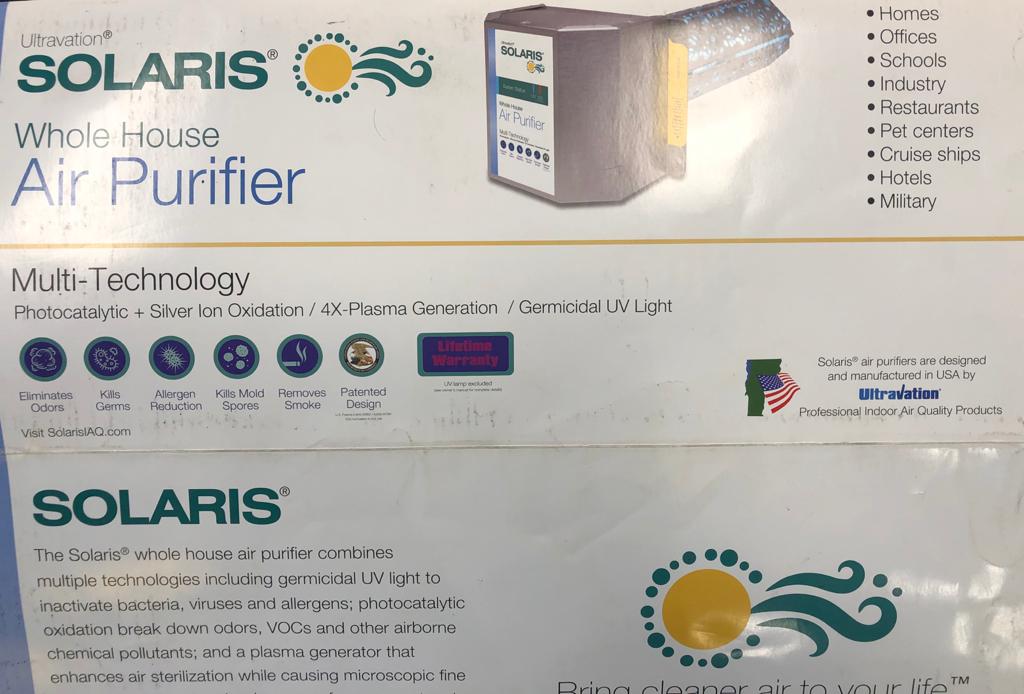 Ultravation®
SOLARIS®
Whole House
Air Purifier
SOLARIS
Whole House
Air Purifier
Multi-Technology
• Homes
• Offices
• Schools
• Industry
• Restaurants
• Pet centers
• Cruise ships
• Hotels
• Military
Multi-Technology
Photocatalytic + Silver Ion Oxidation / 4X-Plasma Generation / Germicidal UV Light
Eliminates
Odors
Kills
Germs
Allergen
Reduction
Kills Mold
Spores
Removes
Smoke
Patented
Design
Lifetime
Warranty
UV lamp excluded
Visit SolarisIAQ.com
Solaris® air purifiers are designed
and manufactured in USA by
Ultravation®
Professional Indoor Air Quality Products
SOLARIS®
The Solaris® whole house air purifier combines
multiple technologies including germicidal UV light to
inactivate bacteria, viruses and allergens; photocatalytic
oxidation break down odors, VOCs and other airborne
chemical pollutants; and a plasma generator that
enhances air sterilization while causing microscopic fine
Bring cleaner air to your life™